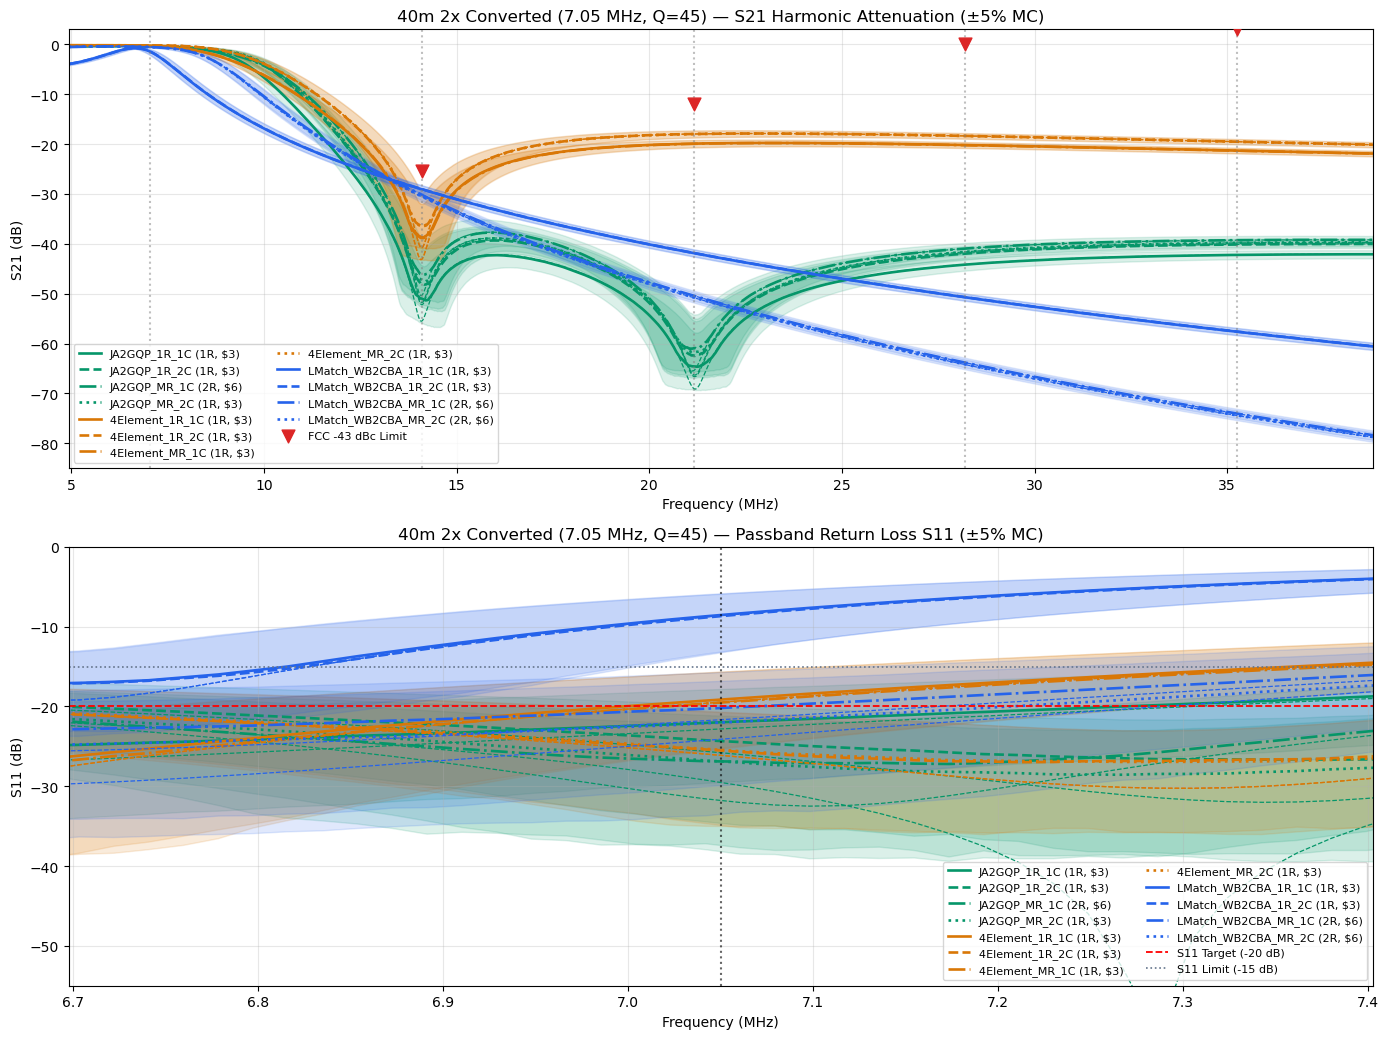 40m 2x Converted (7.05 MHz, Q=45) — S21 Harmonic Attenuation (±5% MC)
S21 (dB)
0
−10
−20
−30
−40
−50
−60
−70
−80
JA2GQP_1R_1C (1R, $3)
JA2GQP_1R_2C (1R, $3)
JA2GQP_MR_1C (2R, $6)
JA2GQP_MR_2C (1R, $3)
4Element_1R_1C (1R, $3)
4Element_1R_2C (1R, $3)
4Element_MR_1C (1R, $3)
4Element_MR_2C (1R, $3)
LMatch_WB2CBA_1R_1C (1R, $3)
LMatch_WB2CBA_1R_2C (1R, $3)
LMatch_WB2CBA_MR_1C (2R, $6)
LMatch_WB2CBA_MR_2C (2R, $6)
FCC -43 dBc Limit
5 10 15 20 25 30 35
Frequency (MHz)
40m 2x Converted (7.05 MHz, Q=45) — Passband Return Loss S11 (±5% MC)
S11 (dB)
0
−10
−20
−30
−40
−50
JA2GQP_1R_1C (1R, $3)
JA2GQP_1R_2C (1R, $3)
JA2GQP_MR_1C (2R, $6)
JA2GQP_MR_2C (1R, $3)
4Element_1R_1C (1R, $3)
4Element_1R_2C (1R, $3)
4Element_MR_1C (1R, $3)
4Element_MR_2C (1R, $3)
LMatch_WB2CBA_1R_1C (1R, $3)
LMatch_WB2CBA_1R_2C (1R, $3)
LMatch_WB2CBA_MR_1C (2R, $6)
LMatch_WB2CBA_MR_2C (2R, $6)
S11 Target (-20 dB)
S11 Limit (-15 dB)
6.7 6.8 6.9 7.0 7.1 7.2 7.3 7.4
Frequency (MHz)